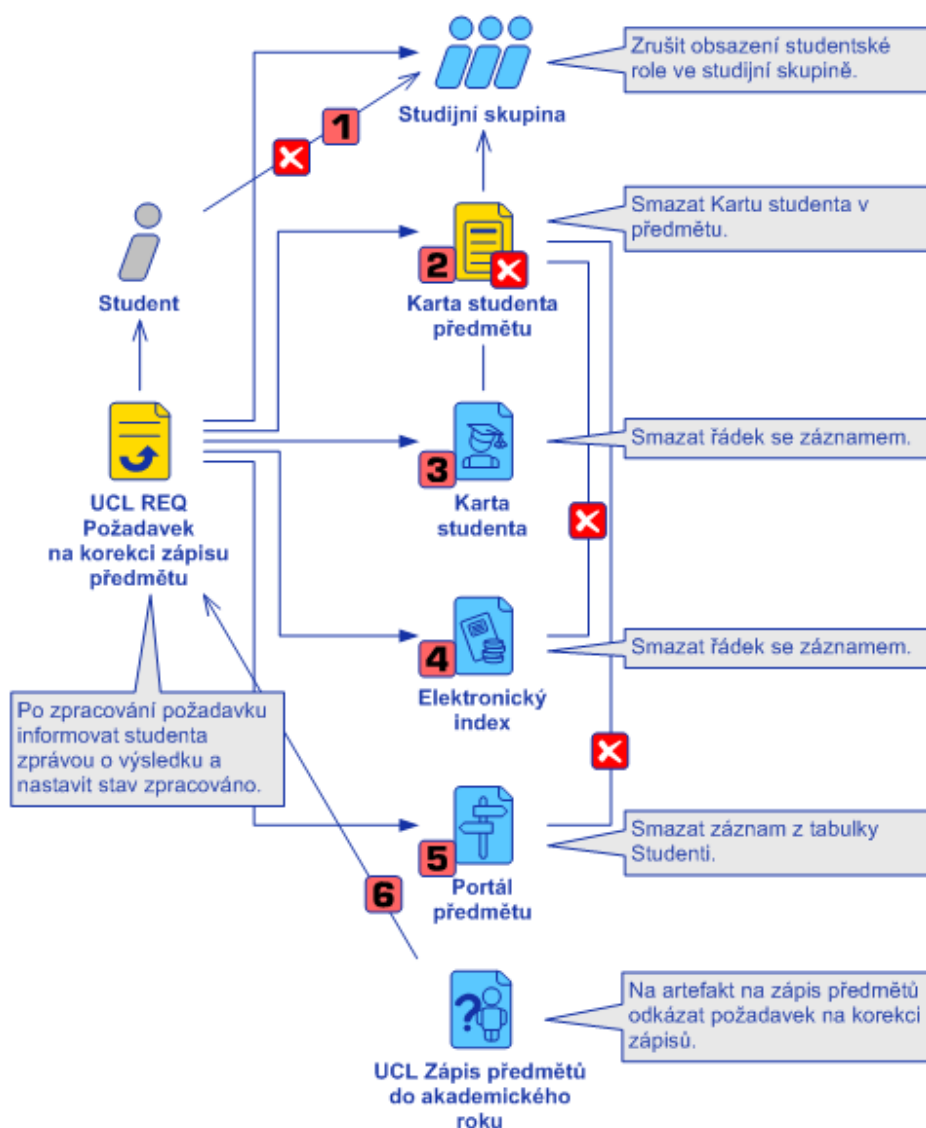 Zrušit obsazení studentské
role ve studijní skupině.
Studijní skupina
1
Smazat Kartu studenta v
předmětu.
2
Student
Karta studenta
předmětu
Smazat řádek se záznamem.
3
UCL REQ
Požadavek
na korekci zápisu
předmětu
Karta
studenta
Smazat řádek se záznamem.
4
Elektronický
index
Po zpracování požadavku
informovat studenta
zprávou o výsledku a
nastavit stav zpracováno.
Smazat záznam z tabulky
Studenti.
5
Portál
předmětu
6
Na artefakt na zápis předmětů
odkázat požadavek na korekci
zápisů.
?
UCL Zápis předmětů
do akademického
roku